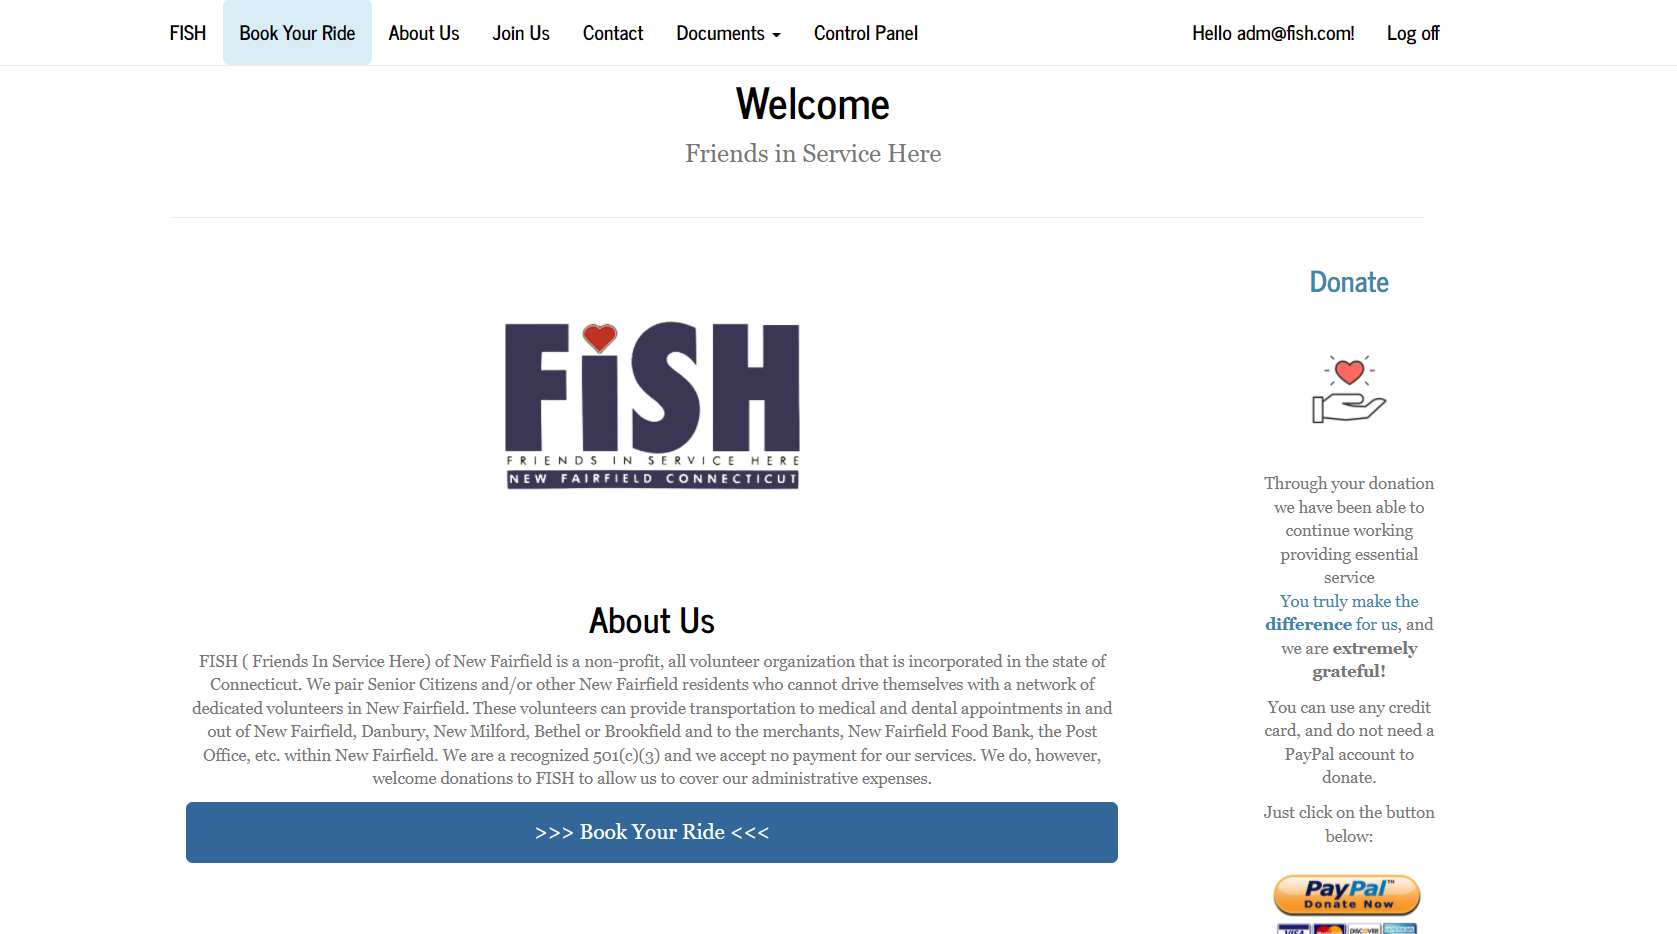 FISH Book Your Ride About Us Join Us Contact Documents Control Panel Hello adm@fish.com! Log off
Welcome
Friends in Service Here
FiSH
FRIENDS IN SERVICE HERE
NEW FAIRFIELD CONNECTICUT
About Us
FISH ( Friends In Service Here) of New Fairfield is a non-profit, all volunteer organization that is incorporated in the state of
Connecticut. We pair Senior Citizens and/or other New Fairfield residents who cannot drive themselves with a network of
dedicated volunteers in New Fairfield. These volunteers can provide transportation to medical and dental appointments in and
out of New Fairfield, Danbury, New Milford, Bethel or Brookfield and to the merchants, New Fairfield Food Bank, the Post
Office, etc. within New Fairfield. We are a recognized 501(c)(3) and we accept no payment for our services. We do, however,
welcome donations to FISH to allow us to cover our administrative expenses.
>>> Book Your Ride <<<
Donate
Through your donation
we have been able to
continue working
providing essential
service
You truly make the
difference for us, and
we are extremely
grateful!
You can use any credit
card, and do not need a
PayPal account to
donate.
Just click on the button
below:
PayPal™
Donate Now
VISA DISCOVER